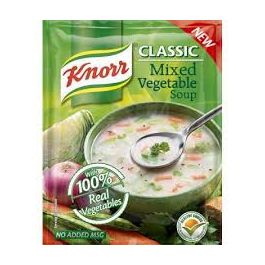 NEW
Knorr
CLASSIC
Mixed
Vegetable
Soup
With
100%
Real
Vegetables
NO ADDED MSG